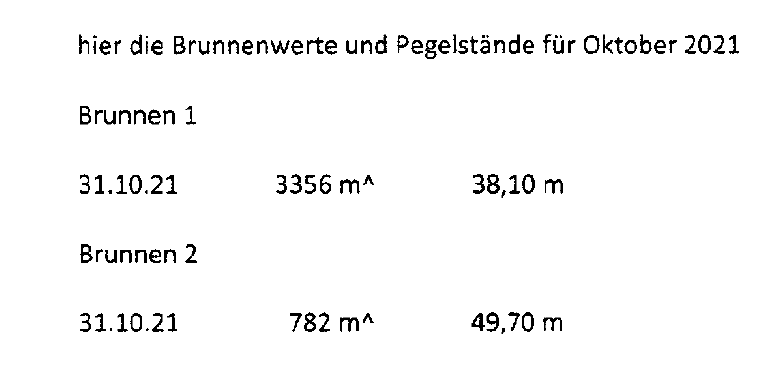 hier die Brunnenwerte und Pegelstände für Oktober 2021
Brunnen 1
31.10.21 3356 m^ 38,10 m
Brunnen 2
31.10.21 782 m^ 49,70 m